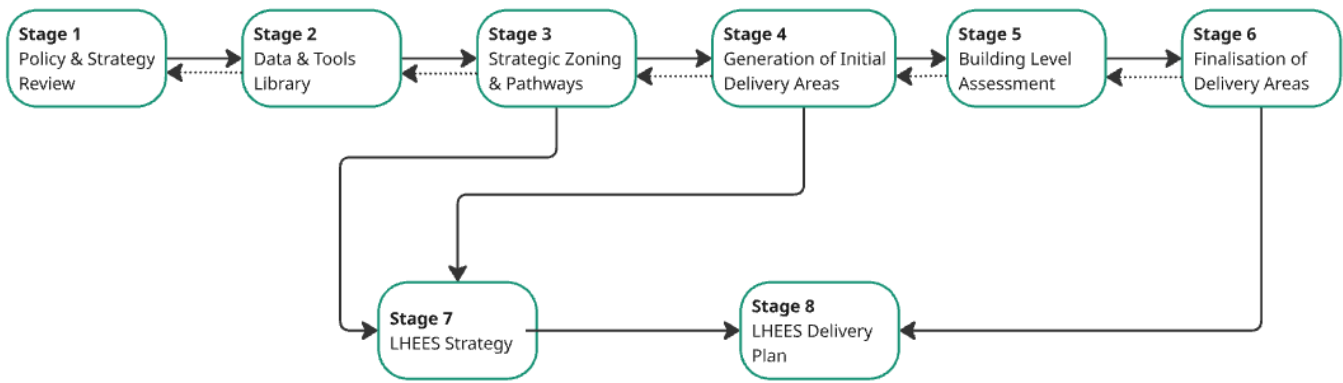 Stage 1
Policy & Strategy
Review
Stage 2
Data & Tools
Library
Stage 3
Strategic Zoning
& Pathways
Stage 4
Generation of Initial
Delivery Areas
Stage 5
Building Level
Assessment
Stage 6
Finalisation of
Delivery Areas
Stage 7
LHEES Strategy
Stage 8
LHEES Delivery
Plan